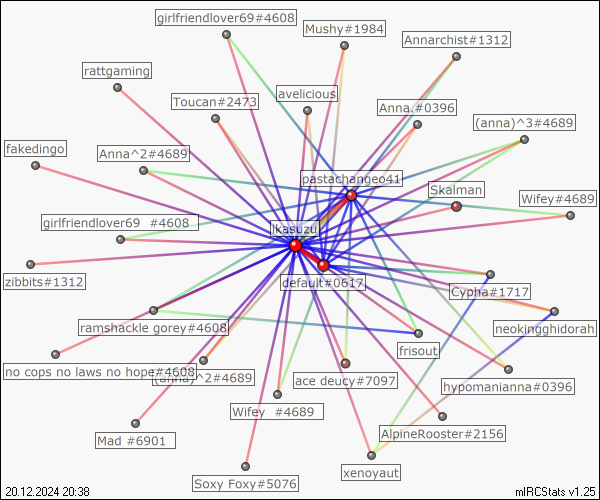 girlfriendlover69#4608
Mushy#1984
Annarchist#1312
rattgaming
avelicious
Toucan#2473
Anna.#0396
(anna)^3#4689
fakedingo
Anna^2#4689
pastachangeo41
Skalman
Wifey#4689
girlfriendlover69 #4608
ikasuzu
zibbits#1312
default#0617
Cypha#1717
ramshackle gorey#4608
neokingghidorah
frisout
no cops no laws no hope#4608
(anna)^2#4689
ace deucy#7097
hypomanianna#0396
Wifey #4689
Mad #6901
AlpineRooster#2156
xenoyaut
Soxy Foxy#5076
20.12.2024 20:38
mIRCStats v1.25